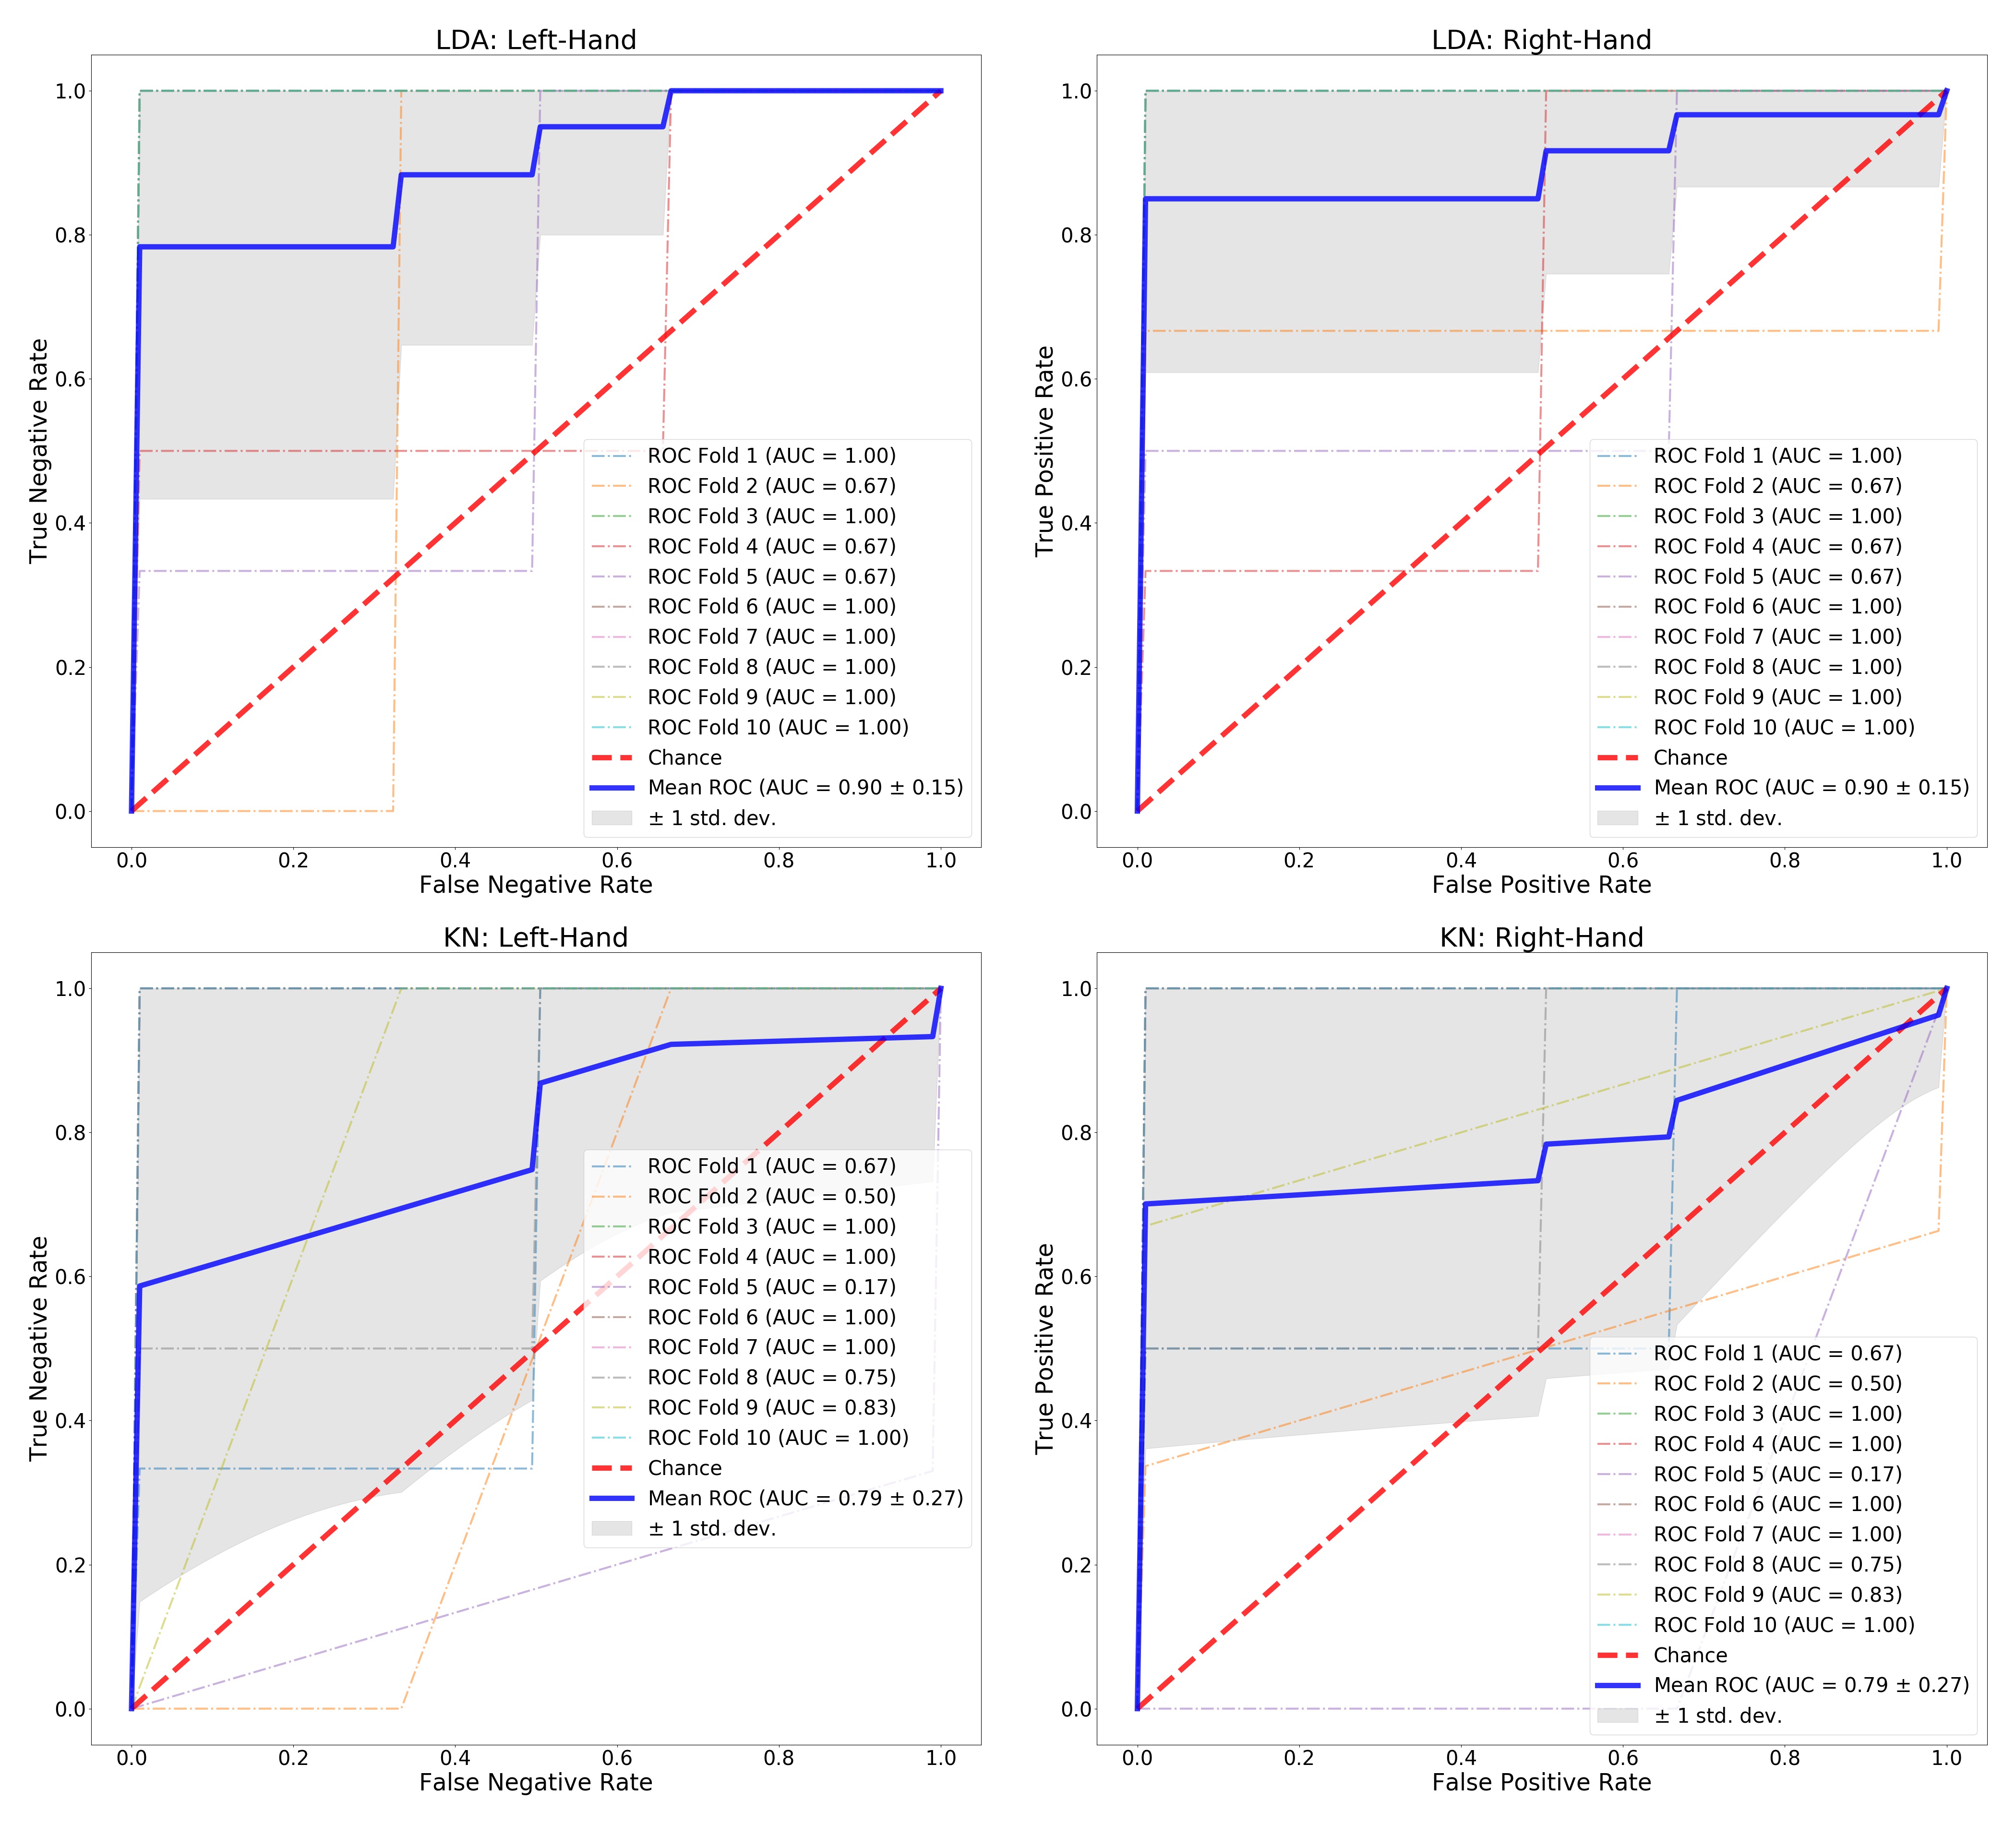 LDA: Left-Hand
True Negative Rate
1.0
0.8
0.6
0.4
0.2
0.0
ROC Fold 1 (AUC = 1.00)
ROC Fold 2 (AUC = 0.67)
ROC Fold 3 (AUC = 1.00)
ROC Fold 4 (AUC = 0.67)
ROC Fold 5 (AUC = 0.67)
ROC Fold 6 (AUC = 1.00)
ROC Fold 7 (AUC = 1.00)
ROC Fold 8 (AUC = 1.00)
ROC Fold 9 (AUC = 1.00)
ROC Fold 10 (AUC = 1.00)
Chance
Mean ROC (AUC = 0.90 ± 0.15)
± 1 std. dev.
0.0 0.2 0.4 0.6 0.8 1.0
False Negative Rate
LDA: Right-Hand
True Positive Rate
1.0
0.8
0.6
0.4
0.2
0.0
ROC Fold 1 (AUC = 1.00)
ROC Fold 2 (AUC = 0.67)
ROC Fold 3 (AUC = 1.00)
ROC Fold 4 (AUC = 0.67)
ROC Fold 5 (AUC = 0.67)
ROC Fold 6 (AUC = 1.00)
ROC Fold 7 (AUC = 1.00)
ROC Fold 8 (AUC = 1.00)
ROC Fold 9 (AUC = 1.00)
ROC Fold 10 (AUC = 1.00)
Chance
Mean ROC (AUC = 0.90 ± 0.15)
± 1 std. dev.
0.0 0.2 0.4 0.6 0.8 1.0
False Positive Rate
KN: Left-Hand
True Negative Rate
1.0
0.8
0.6
0.4
0.2
0.0
ROC Fold 1 (AUC = 0.67)
ROC Fold 2 (AUC = 0.50)
ROC Fold 3 (AUC = 1.00)
ROC Fold 4 (AUC = 1.00)
ROC Fold 5 (AUC = 0.17)
ROC Fold 6 (AUC = 1.00)
ROC Fold 7 (AUC = 1.00)
ROC Fold 8 (AUC = 0.75)
ROC Fold 9 (AUC = 0.83)
ROC Fold 10 (AUC = 1.00)
Chance
Mean ROC (AUC = 0.79 ± 0.27)
± 1 std. dev.
0.0 0.2 0.4 0.6 0.8 1.0
False Negative Rate
KN: Right-Hand
True Positive Rate
1.0
0.8
0.6
0.4
0.2
0.0
ROC Fold 1 (AUC = 0.67)
ROC Fold 2 (AUC = 0.50)
ROC Fold 3 (AUC = 1.00)
ROC Fold 4 (AUC = 1.00)
ROC Fold 5 (AUC = 0.17)
ROC Fold 6 (AUC = 1.00)
ROC Fold 7 (AUC = 1.00)
ROC Fold 8 (AUC = 0.75)
ROC Fold 9 (AUC = 0.83)
ROC Fold 10 (AUC = 1.00)
Chance
Mean ROC (AUC = 0.79 ± 0.27)
± 1 std. dev.
0.0 0.2 0.4 0.6 0.8 1.0
False Positive Rate